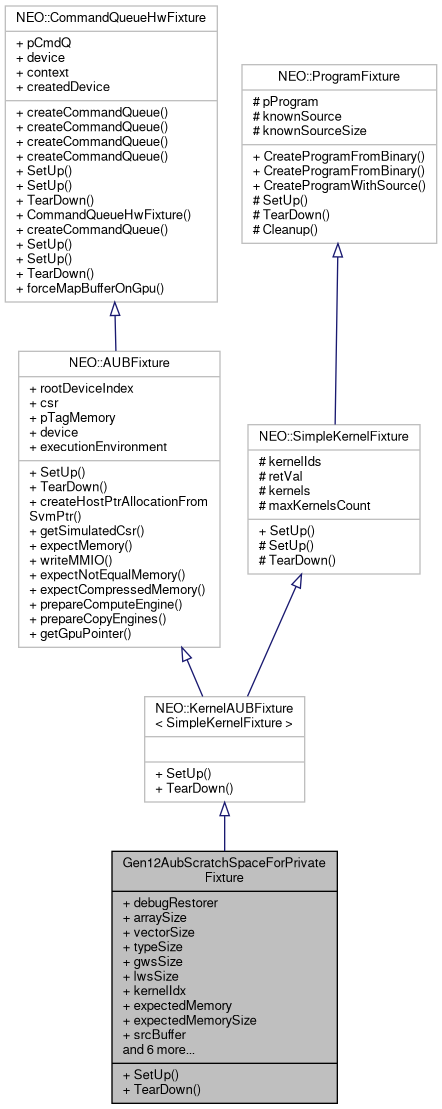 NEO::CommandQueueHwFixture
+ pCmdQ
+ device
+ context
+ createdDevice
+ createCommandQueue()
+ createCommandQueue()
+ createCommandQueue()
+ createCommandQueue()
+ SetUp()
+ SetUp()
+ TearDown()
+ CommandQueueHwFixture()
+ createCommandQueue()
+ SetUp()
+ SetUp()
+ TearDown()
+ forceMapBufferOnGpu()
NEO::ProgramFixture
# pProgram
# knownSource
# knownSourceSize
+ CreateProgramFromBinary()
+ CreateProgramFromBinary()
+ CreateProgramWithSource()
# SetUp()
# TearDown()
# Cleanup()
NEO::AUBFixture
+ rootDeviceIndex
+ csr
+ pTagMemory
+ device
+ executionEnvironment
+ SetUp()
+ TearDown()
+ createHostPtrAllocationFrom
SvmPtr()
+ getSimulatedCsr()
+ expectMemory()
+ writeMMIO()
+ expectNotEqualMemory()
+ expectCompressedMemory()
+ prepareComputeEngine()
+ prepareCopyEngines()
+ getGpuPointer()
NEO::SimpleKernelFixture
# kernelIds
# retVal
# kernels
# maxKernelsCount
+ SetUp()
# SetUp()
# TearDown()
NEO::KernelAUBFixture
< SimpleKernelFixture >
+ SetUp()
+ TearDown()
Gen12AubScratchSpaceForPrivate
Fixture
+ debugRestorer
+ arraySize
+ vectorSize
+ typeSize
+ gwsSize
+ lwsSize
+ kernelIdx
+ expectedMemory
+ expectedMemorySize
+ srcBuffer
and 6 more...
+ SetUp()
+ TearDown()